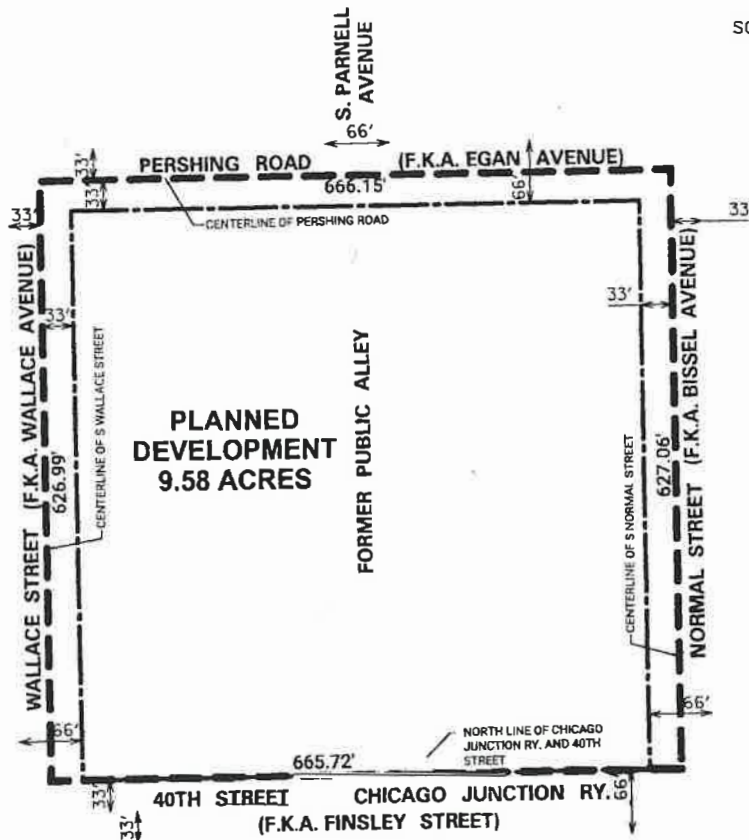 SC
S. PARNELL
AVENUE
66'
33'
PERSHING ROAD (F.K.A. EGAN AVENUE)
33'
666.15'
66'
33'
CENTERLINE OF PERSHING ROAD
33'
33'
33'
WALLACE STREET (F.K.A. WALLACE AVENUE)
626.99'
CENTERLINE OF S WALLACE STREET
PLANNED
DEVELOPMENT
9.58 ACRES
FORMER PUBLIC ALLEY
CENTERLINE OF S NORMAL STREET
627.06'
NORMAL STREET (F.K.A. BISSEL AVENUE)
66'
66'
NORTH LINE OF CHICAGO
JUNCTION RY. AND 40TH
STREET
665.72'
33'
40TH STREET CHICAGO JUNCTION RY.
66'
(F.K.A. FINSLEY STREET)
33'